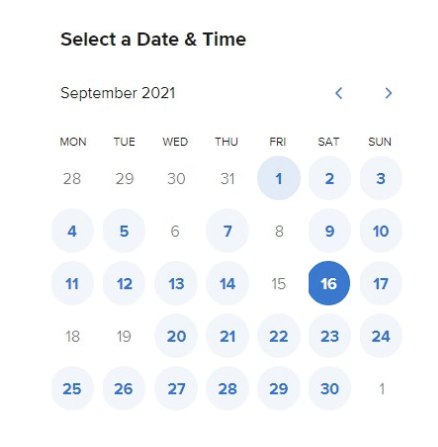 Select a Date & Time
September 2021
MON TUE WED THU FRI SAT SUN
28 29 30 31 1 2 3
4 5 6 7 8 9 10
11 12 13 14 15 16 17
18 19 20 21 22 23 24
25 26 27 28 29 30 1